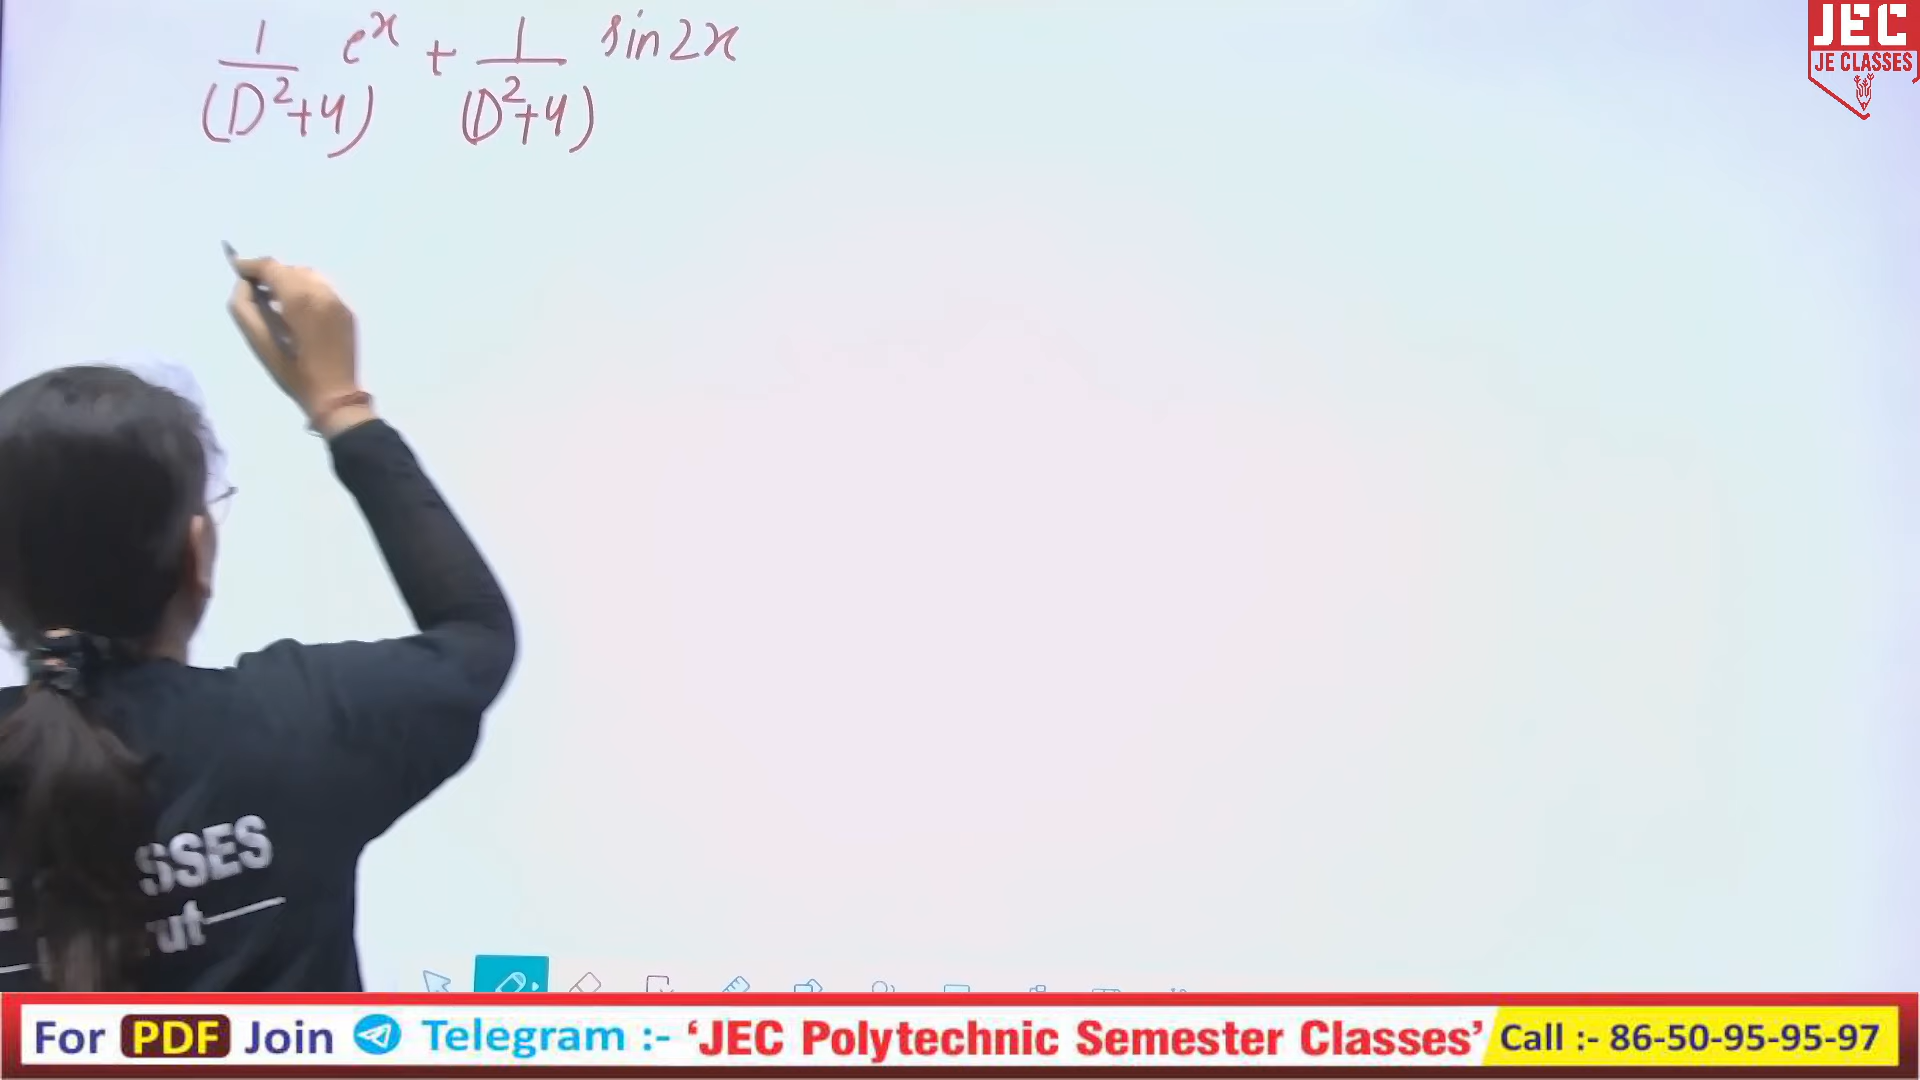 1/(D²+4) eˣ + 1/(D²+4) sin2x
JEC
JE CLASSES
SSES
ut
For PDF Join Telegram :- ‘JEC Polytechnic Semester Classes’ Call :- 86-50-95-95-97